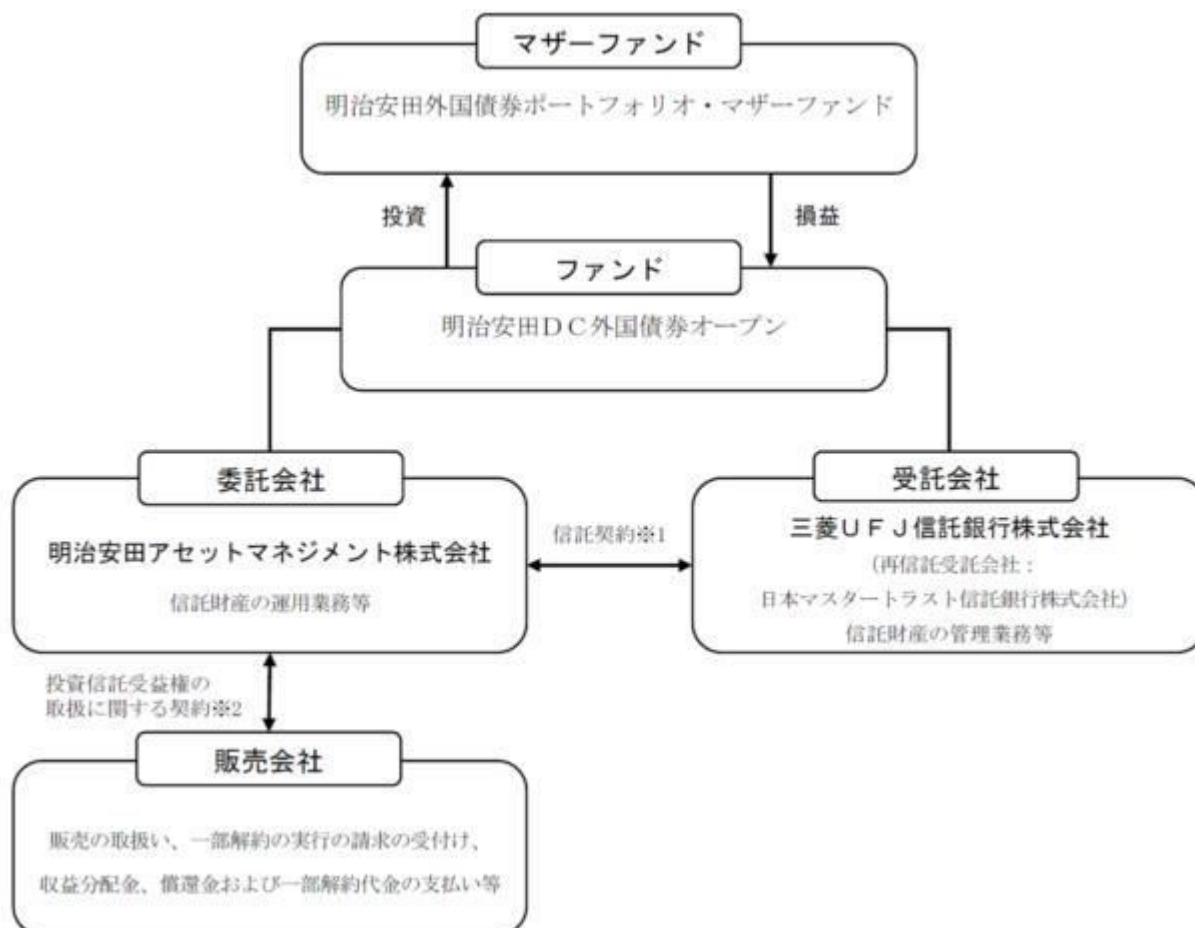 マザーファンド
明治安田外国債券ポートフォリオ・マザーファンド
投資
損益
ファンド
明治安田DC外国債券オープン
委託会社
明治安田アセットマネジメント株式会社
信託財産の運用業務等
信託契約※1
受託会社
三菱UFJ信託銀行株式会社
(再信託受託会社:
日本マスタートラスト信託銀行株式会社)
信託財産の管理業務等
投資信託受益権の
取扱に関する契約※2
販売会社
販売の取扱い、一部解約の実行の請求の受付け、
収益分配金、償還金および一部解約代金の支払い等